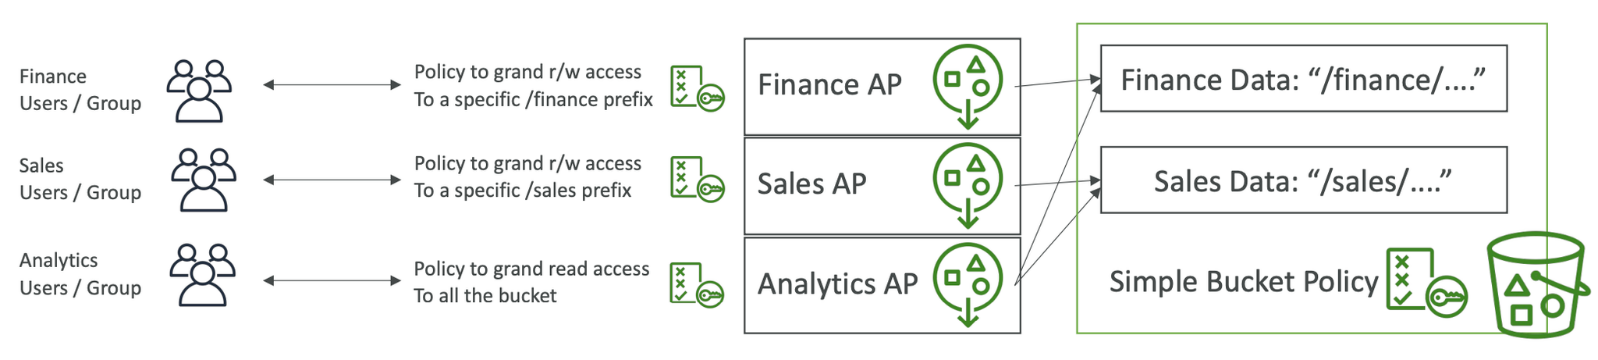 Finance
Users / Group
Policy to grand r/w access
To a specific /finance prefix
Finance AP
Finance Data: “/finance/....”
Sales
Users / Group
Policy to grand r/w access
To a specific /sales prefix
Sales AP
Sales Data: “/sales/....”
Analytics
Users / Group
Policy to grand read access
To all the bucket
Analytics AP
Simple Bucket Policy